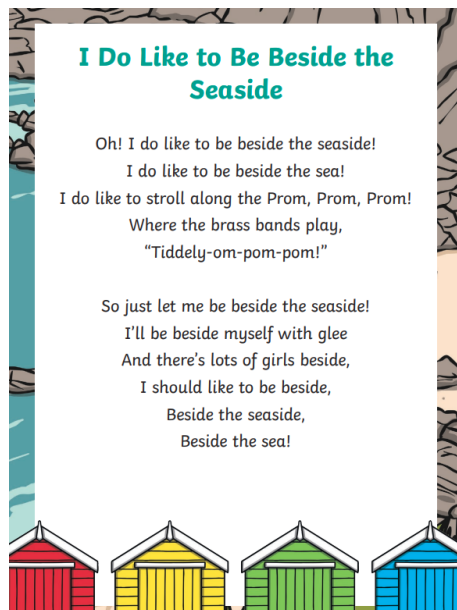 I Do Like to Be Beside the
Seaside
Oh! I do like to be beside the seaside!
I do like to be beside the sea!
I do like to stroll along the Prom, Prom, Prom!
Where the brass bands play,
“Tiddely-om-pom-pom!”
So just let me be beside the seaside!
I’ll be beside myself with glee
And there’s lots of girls beside,
I should like to be beside,
Beside the seaside,
Beside the sea!